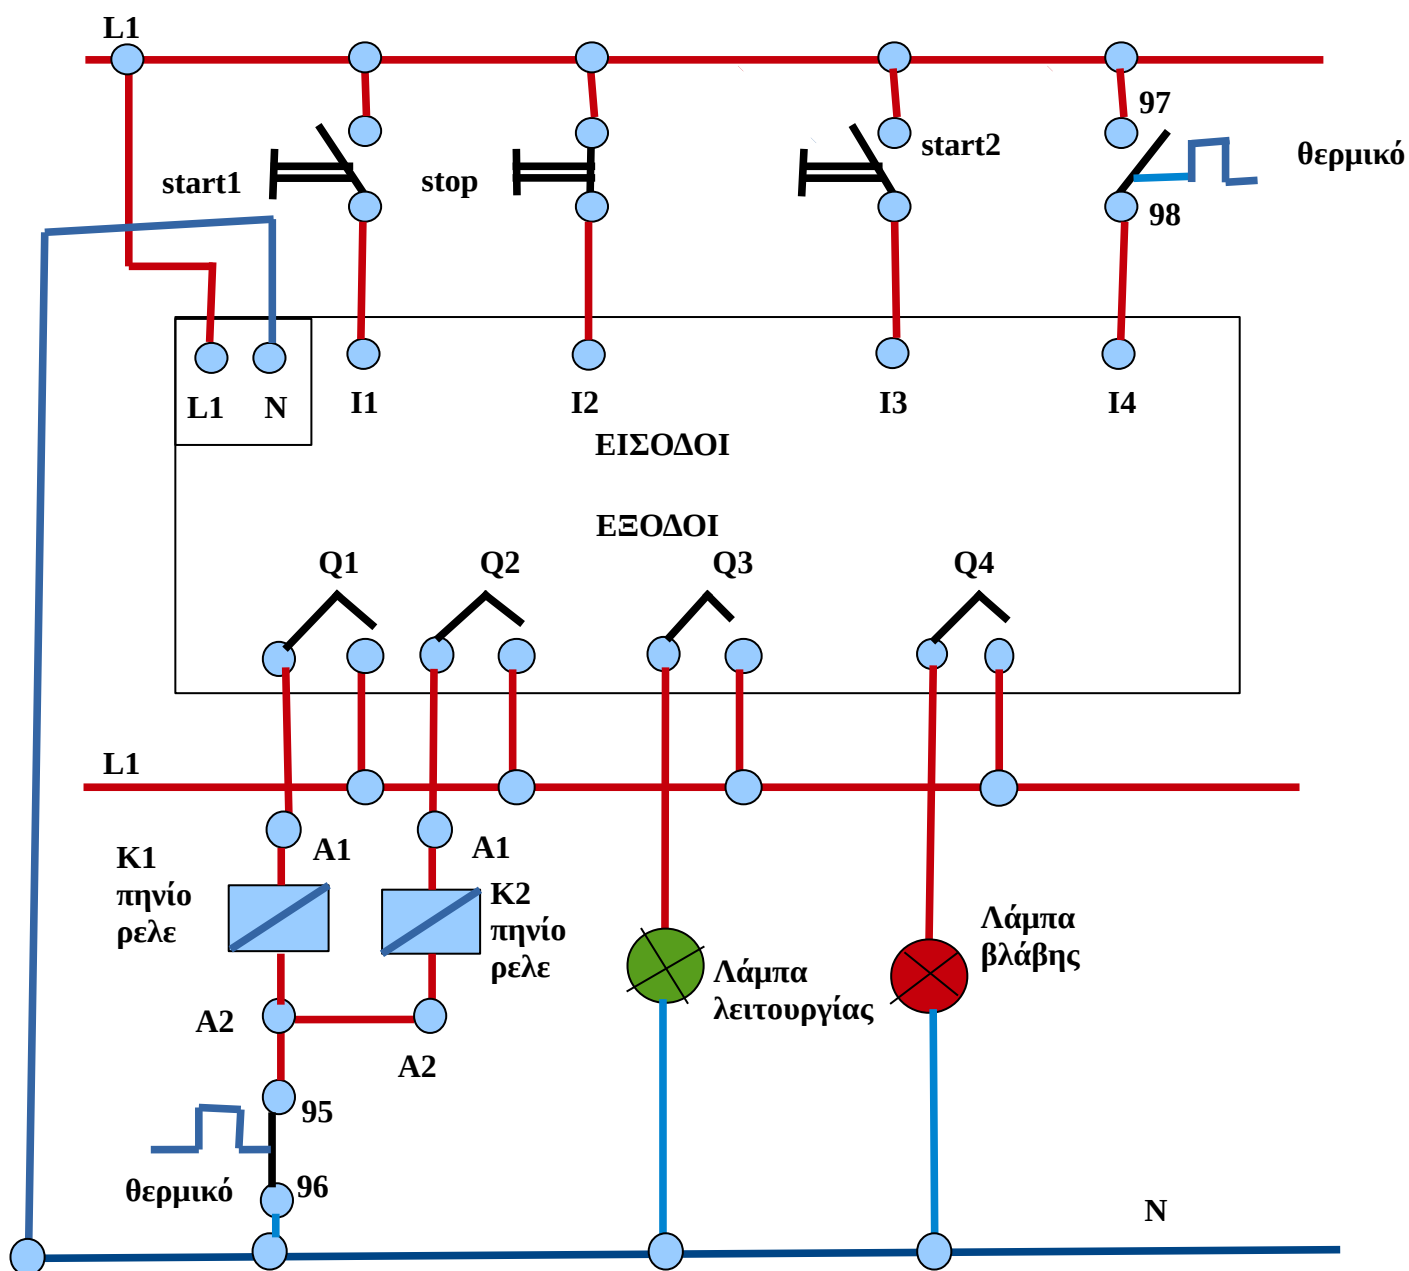 L1
97
start1
stop
start2
θερμικό
98
L1
N
I1
I2
I3
I4
ΕΙΣΟΔΟΙ
ΕΞΟΔΟΙ
Q1
Q2
Q3
Q4
L1
K1
πηνίο
ρελε
A1
A1
K2
πηνίο
ρελε
Λάμπα
λειτουργίας
Λάμπα
βλάβης
A2
A2
95
θερμικό
96
N